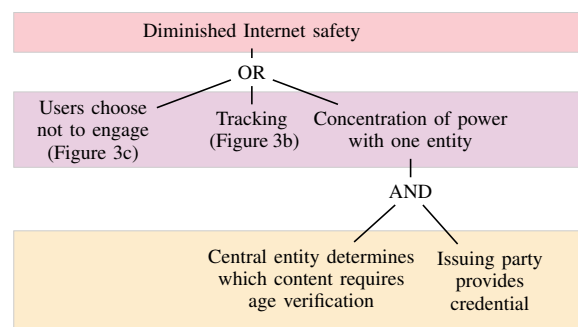 Diminished Internet safety
OR
Users choose
not to engage
(Figure 3c)
Tracking
(Figure 3b)
Concentration of power
with one entity
AND
Central entity determines
which content requires
age verification
Issuing party
provides
credential